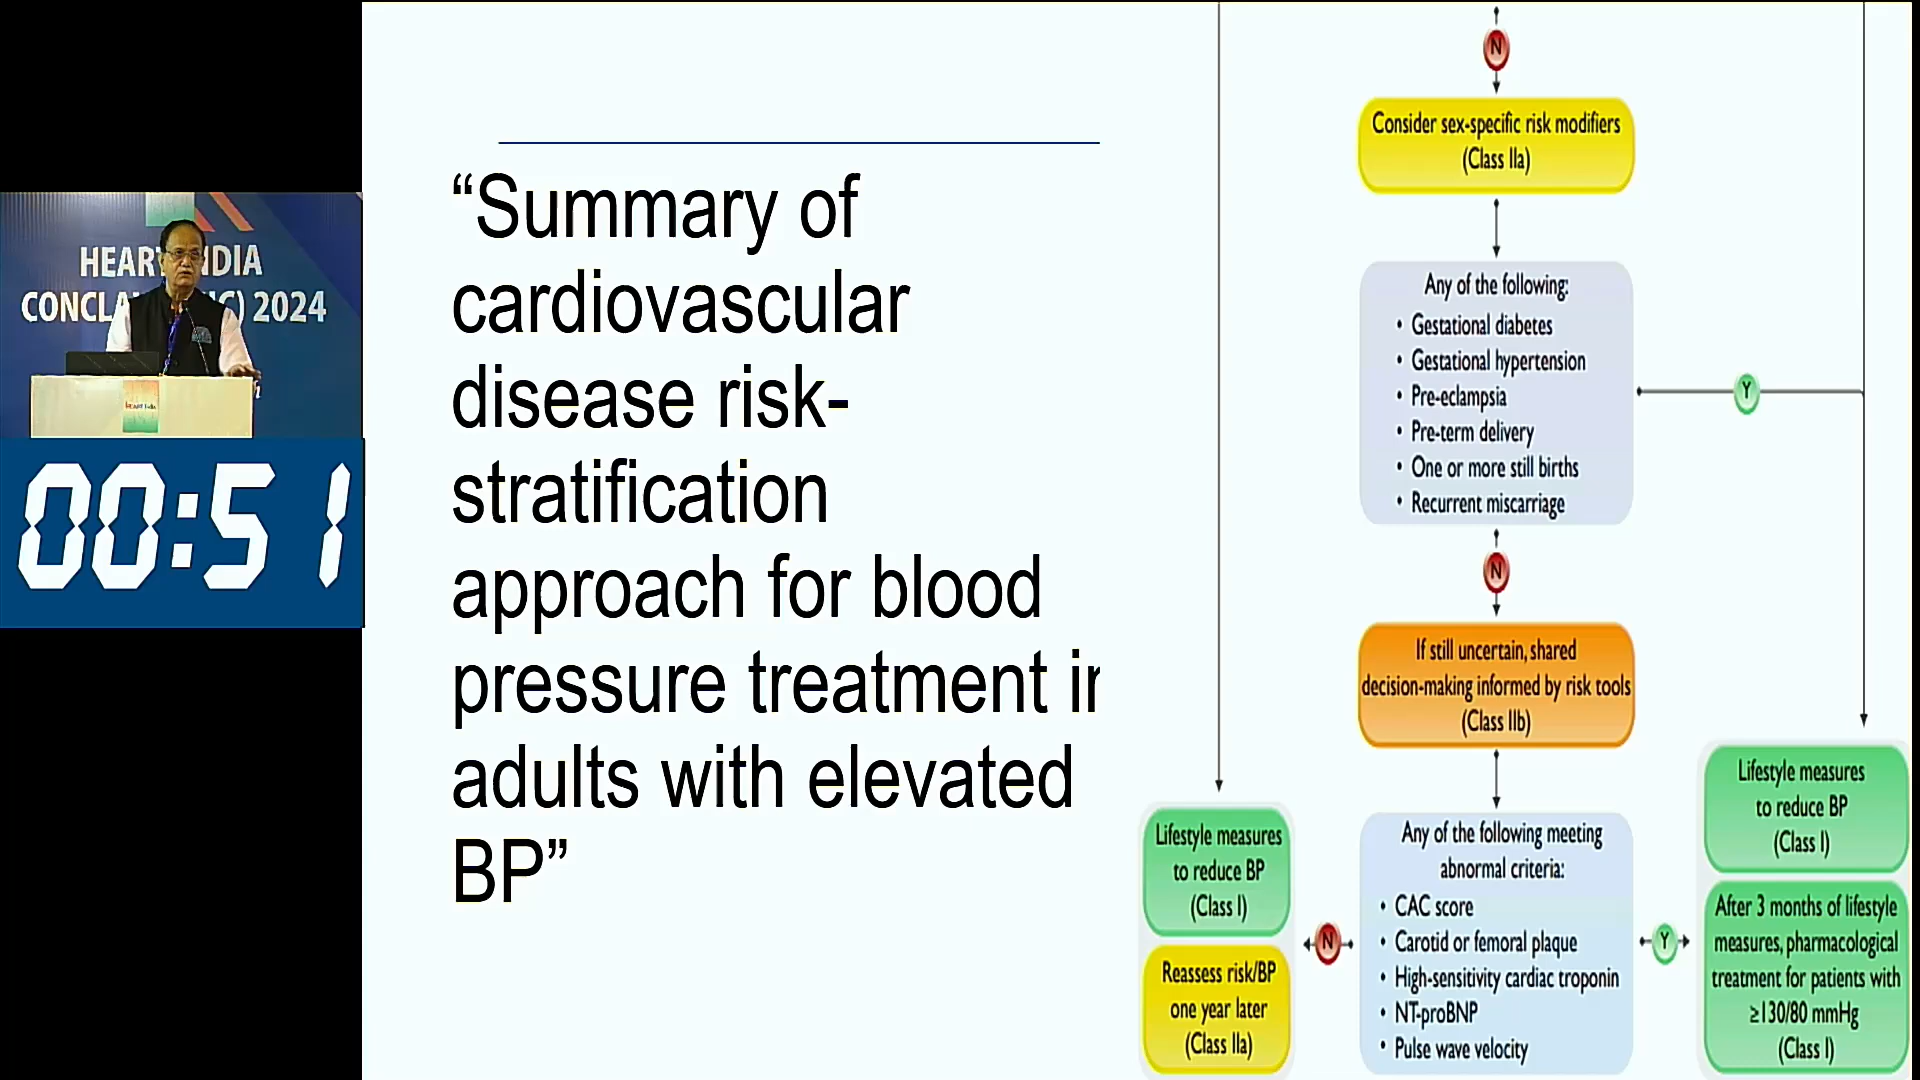 HEART INDIA
CONCLAVE (HIC) 2024
00:51
“Summary of
cardiovascular
disease risk-
stratification
approach for blood
pressure treatment in
adults with elevated
BP”
N
Consider sex-specific risk modifiers
(Class IIa)
Any of the following:
• Gestational diabetes
• Gestational hypertension
• Pre-eclampsia
• Pre-term delivery
• One or more still births
• Recurrent miscarriage
Y
N
If still uncertain, shared
decision-making informed by risk tools
(Class IIb)
Any of the following meeting
abnormal criteria:
• CAC score
• Carotid or femoral plaque
• High-sensitivity cardiac troponin
• NT-proBNP
• Pulse wave velocity
N
Y
Lifestyle measures
to reduce BP
(Class I)
Reassess risk/BP
one year later
(Class IIa)
Lifestyle measures
to reduce BP
(Class I)
After 3 months of lifestyle
measures, pharmacological
treatment for patients with
≥130/80 mmHg
(Class I)